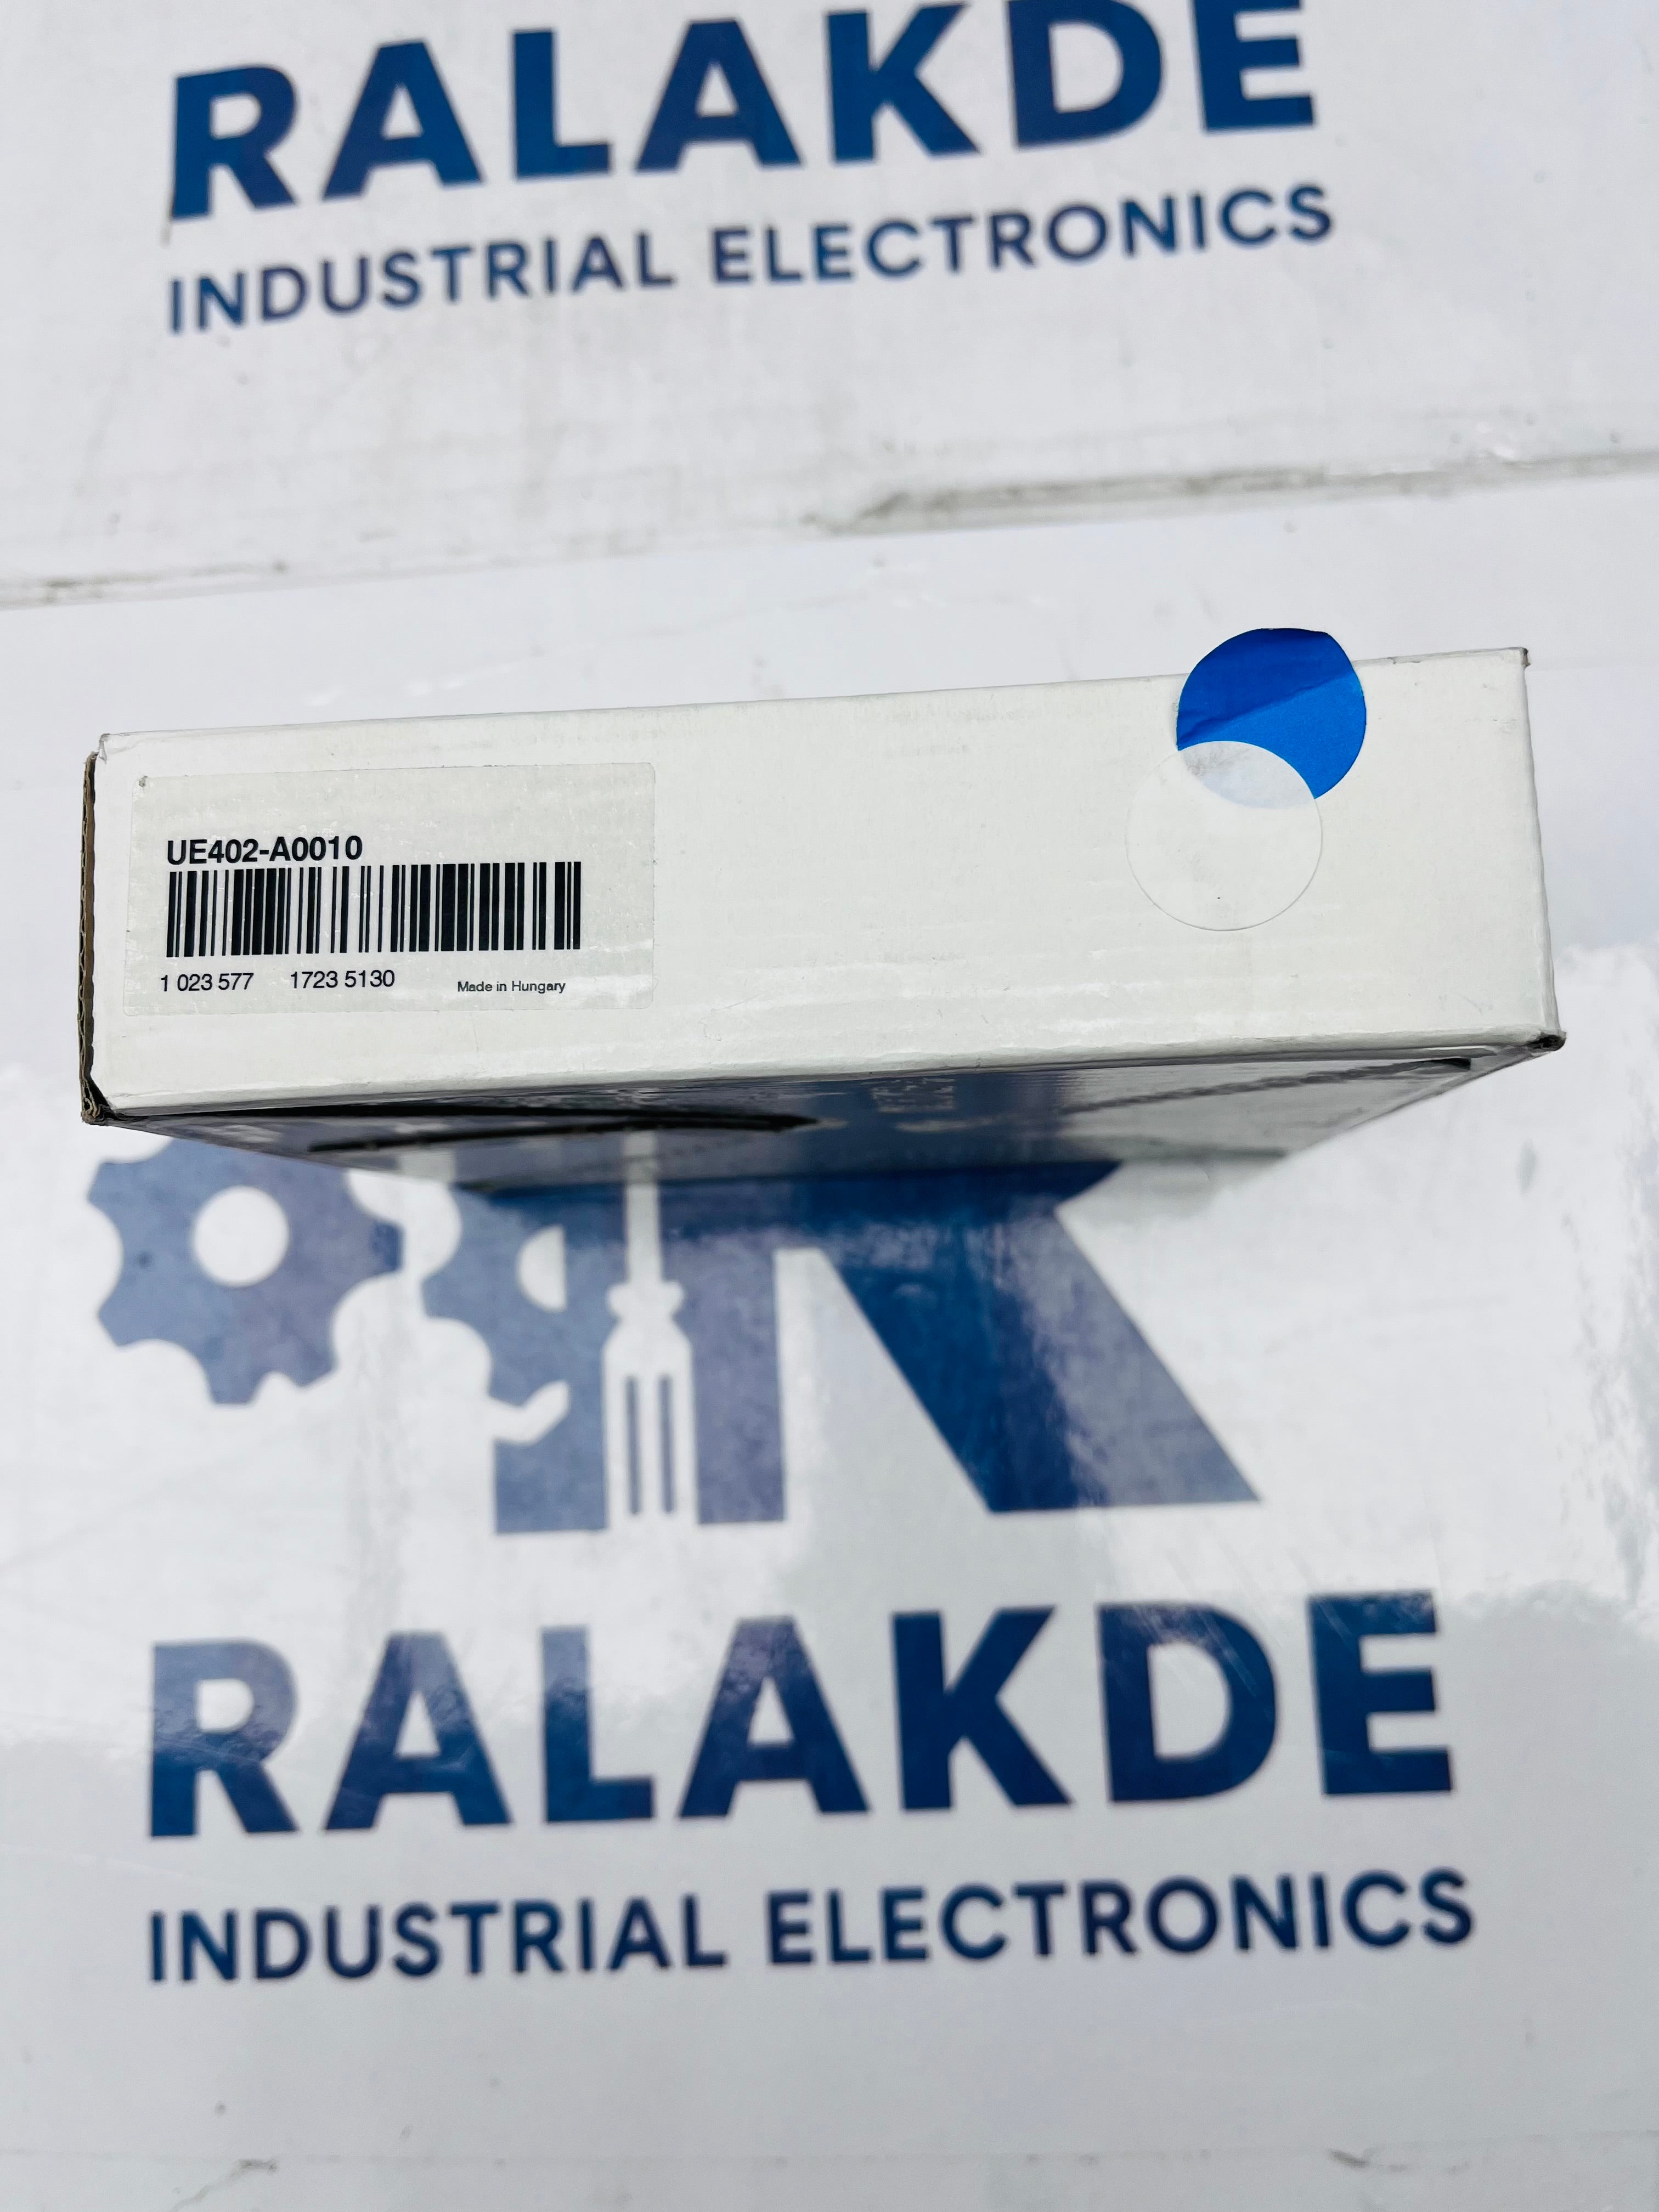 RALAKDE
INDUSTRIAL ELECTRONICS
UE402-A0010
1 023 577 1723 5130 Made in Hungary
RALAKDE
INDUSTRIAL ELECTRONICS